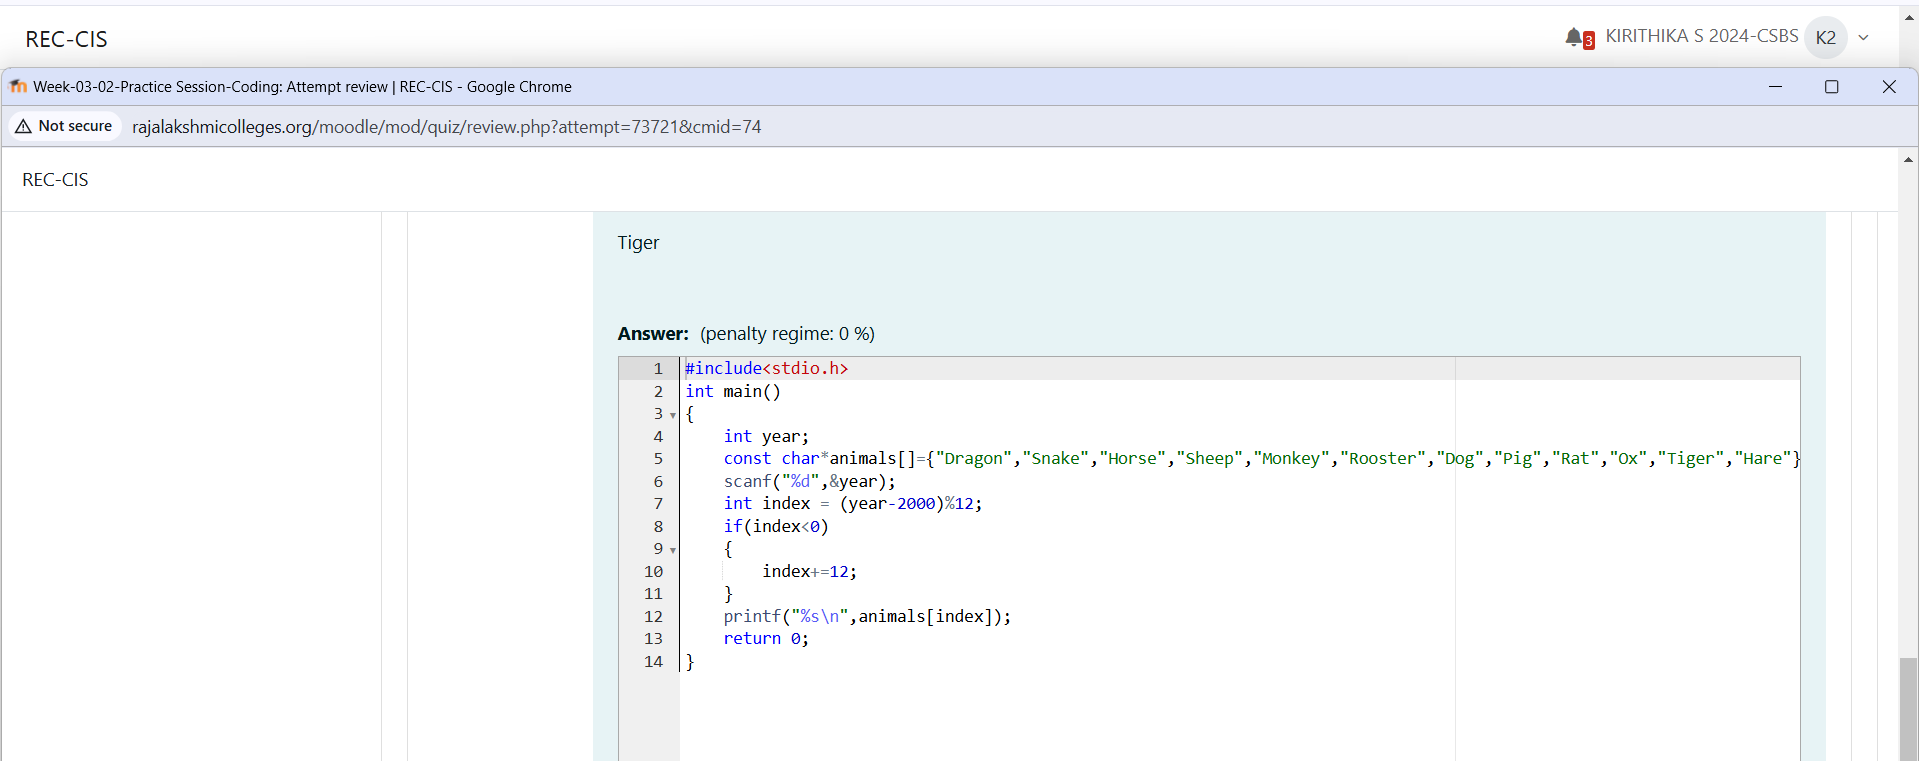 REC-CIS
3 KIRITHIKA S 2024-CSBS K2
Week-03-02-Practice Session-Coding: Attempt review | REC-CIS - Google Chrome
Not secure rajalakshmicolleges.org/moodle/mod/quiz/review.php?attempt=73721&cmid=74
REC-CIS
Tiger
Answer: (penalty regime: 0 %)
1 #include<stdio.h>
2 int main()
3 {
4 int year;
5 const char*animals[]={"Dragon","Snake","Horse","Sheep","Monkey","Rooster","Dog","Pig","Rat","Ox","Tiger","Hare"}
6 scanf("%d",&year);
7 int index = (year-2000)%12;
8 if(index<0)
9 {
10 index+=12;
11 }
12 printf("%s\n",animals[index]);
13 return 0;
14 }